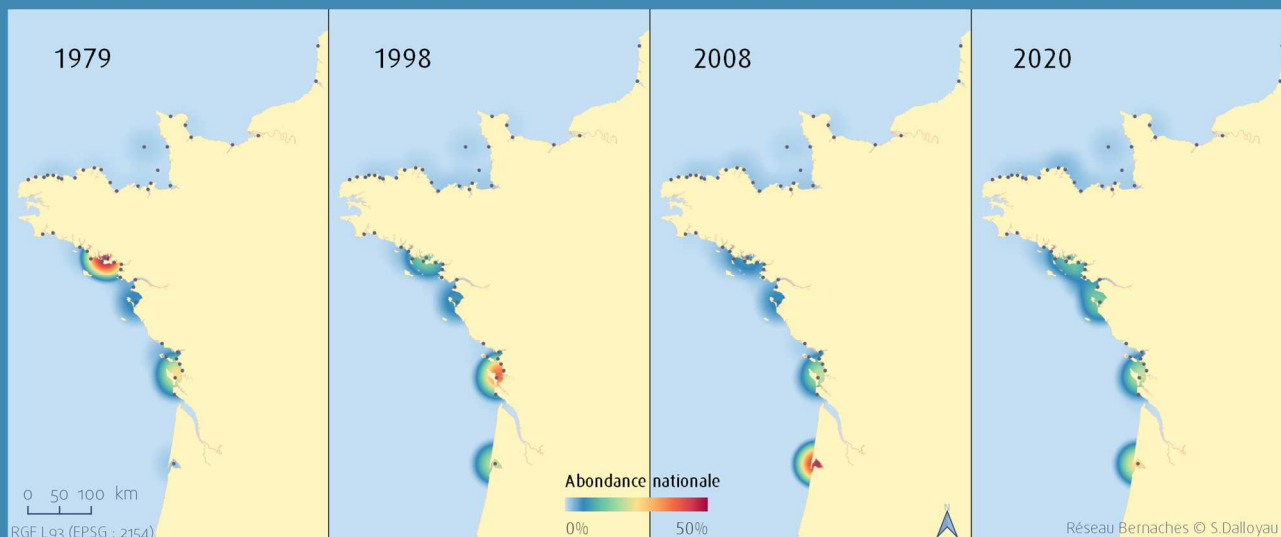 1979
1998
2008
2020
0 50 100 km
RGF L93 (EPSG : 2154)
Abondance nationale
0% 50%
N
Réseau Bernaches © S.Dalloyau